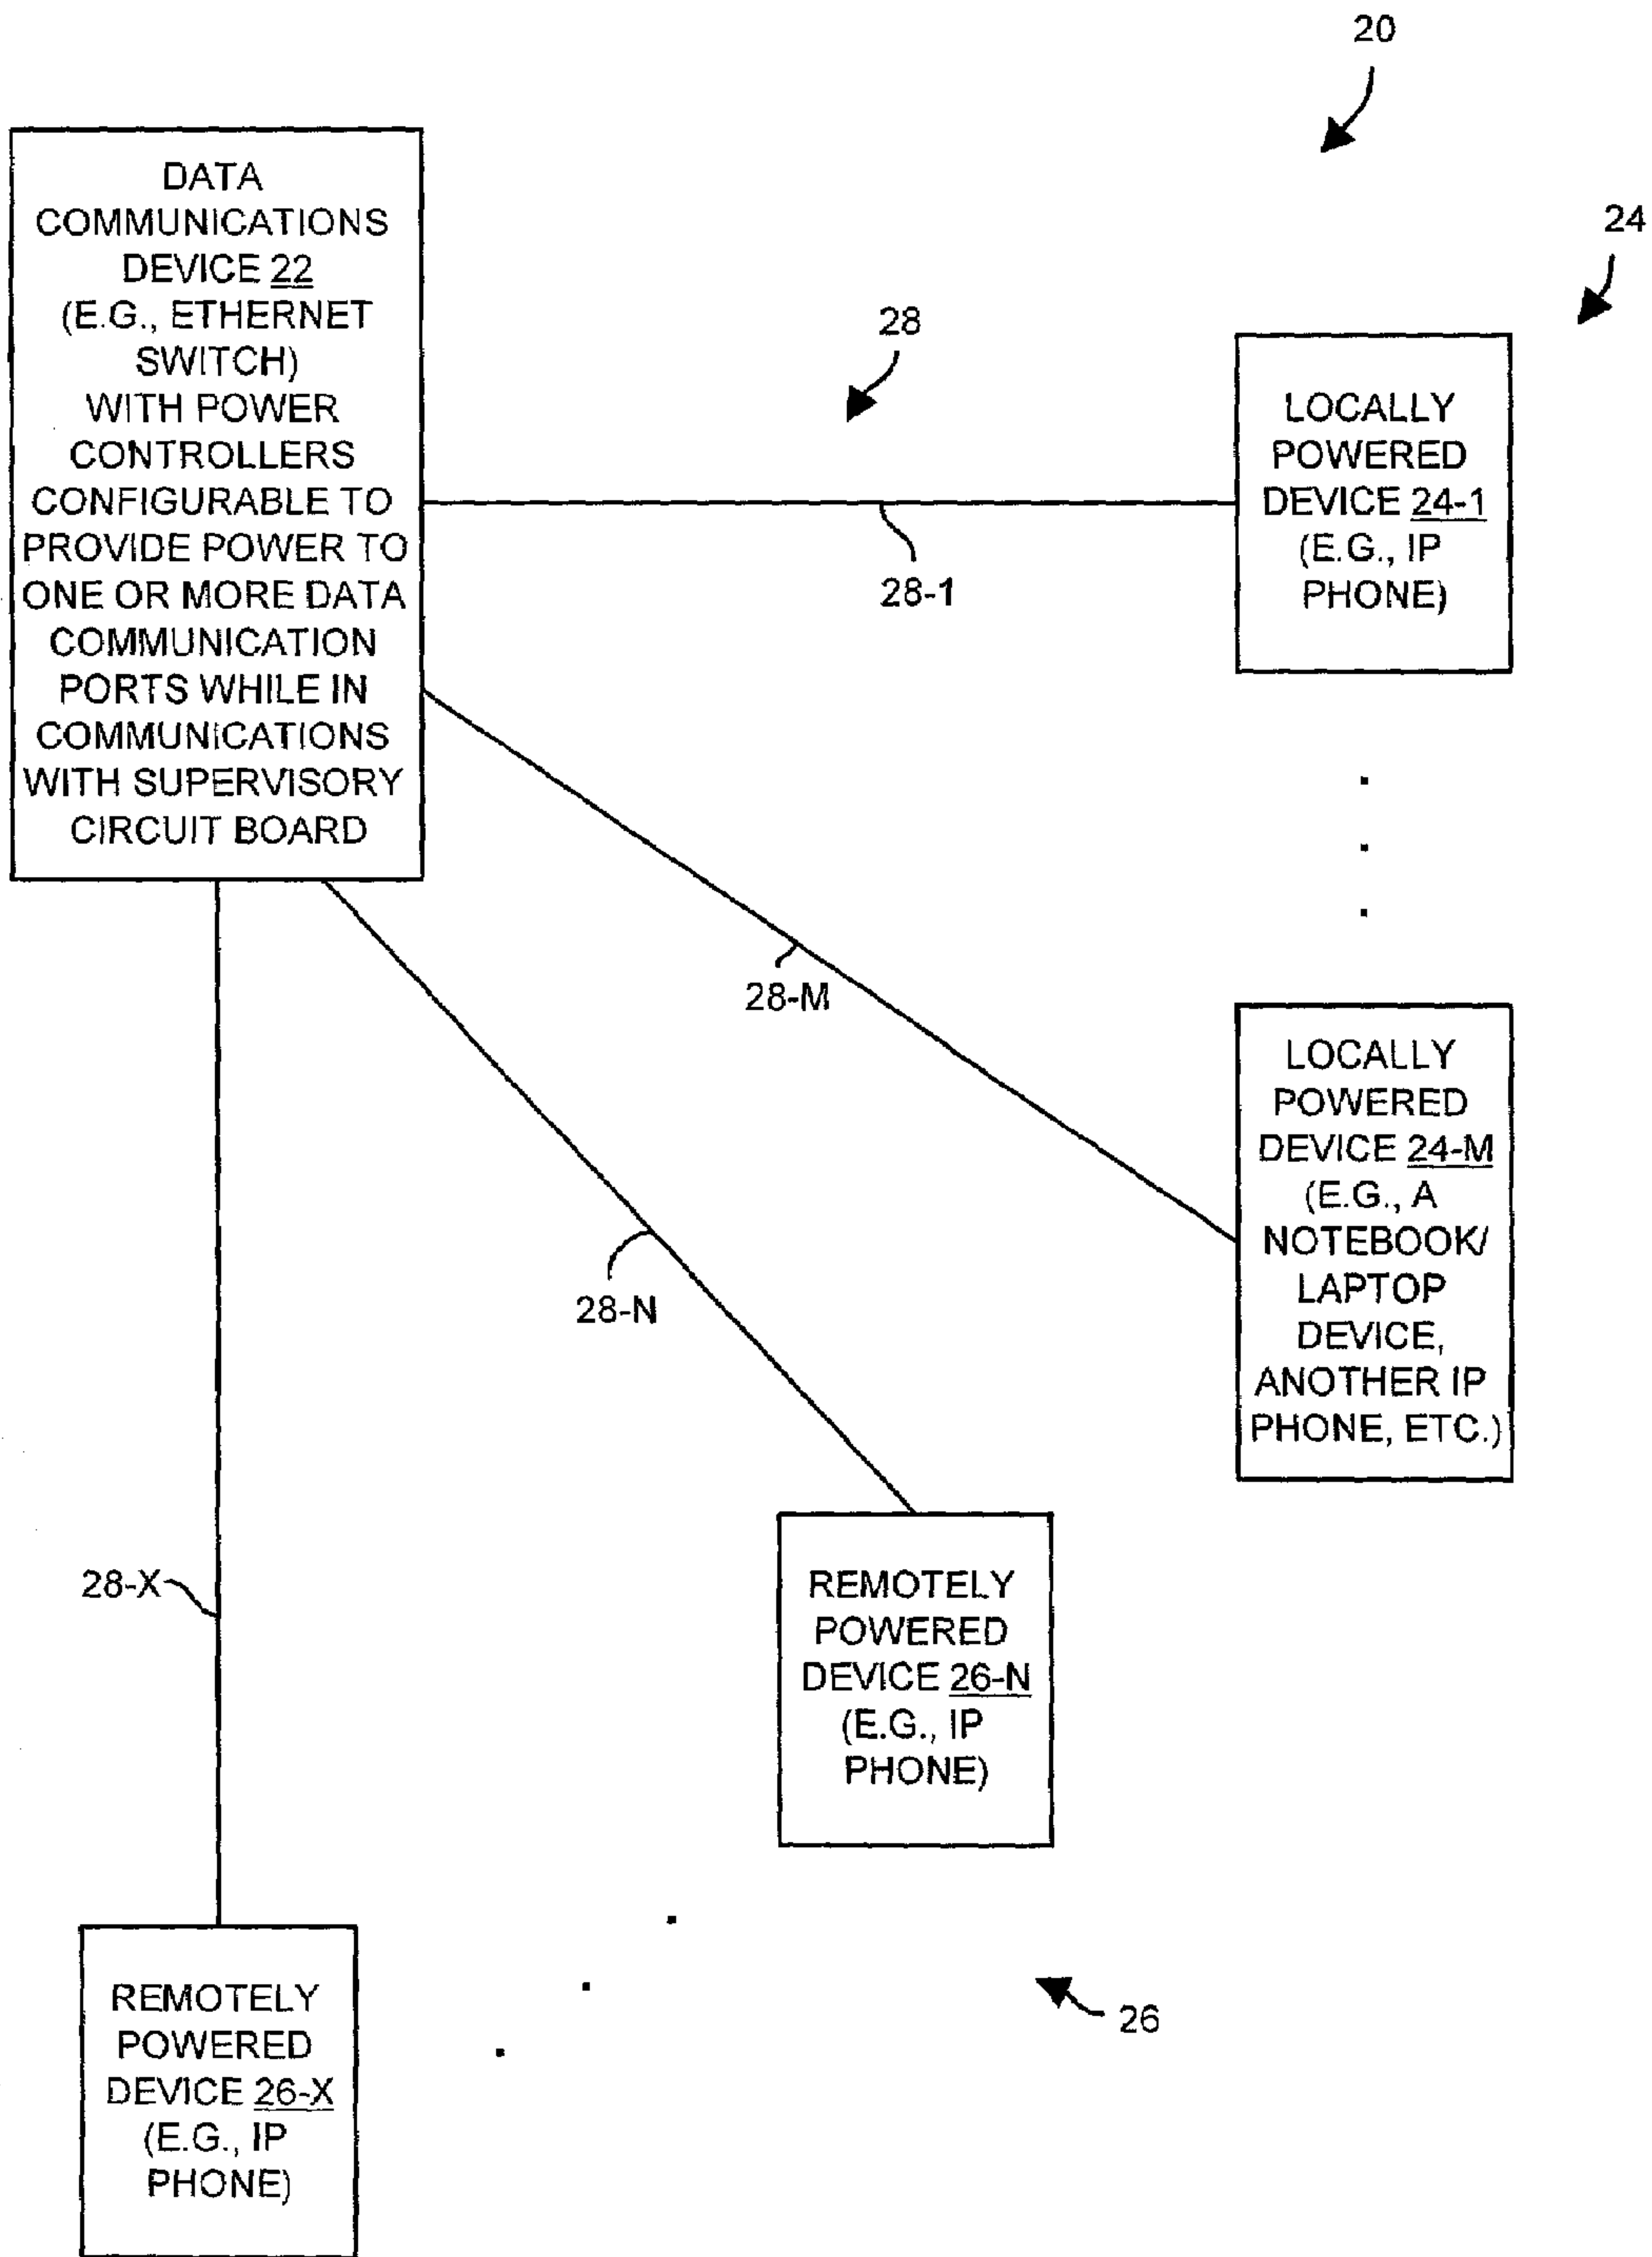 20
24
DATA
COMMUNICATIONS
DEVICE 22
(E.G., ETHERNET
SWITCH)
WITH POWER
CONTROLLERS
CONFIGURABLE TO
PROVIDE POWER TO
ONE OR MORE DATA
COMMUNICATION
PORTS WHILE IN
COMMUNICATIONS
WITH SUPERVISORY
CIRCUIT BOARD
28
28-1
LOCALLY
POWERED
DEVICE 24-1
(E.G., IP
PHONE)
28-M
LOCALLY
POWERED
DEVICE 24-M
(E.G., A
NOTEBOOK/
LAPTOP
DEVICE,
ANOTHER IP
PHONE, ETC.)
28-N
28-X
REMOTELY
POWERED
DEVICE 26-N
(E.G., IP
PHONE)
26
REMOTELY
POWERED
DEVICE 26-X
(E.G., IP
PHONE)